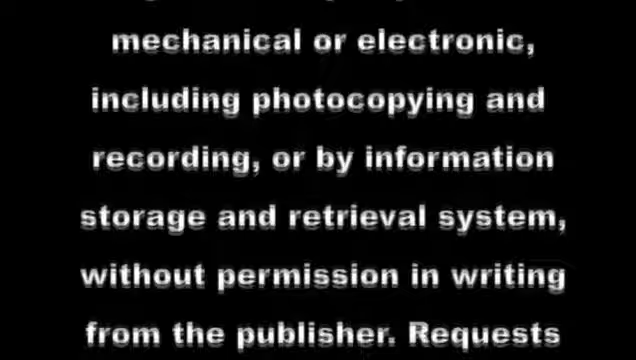 mechanical or electronic,
including photocopying and
recording, or by information
storage and retrieval system,
without permission in writing
from the publisher. Requests